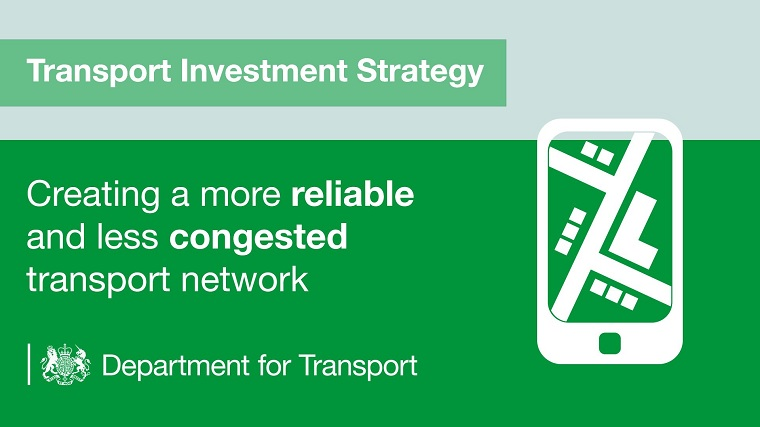 Transport Investment Strategy
Creating a more reliable
and less congested
transport network
Department for Transport